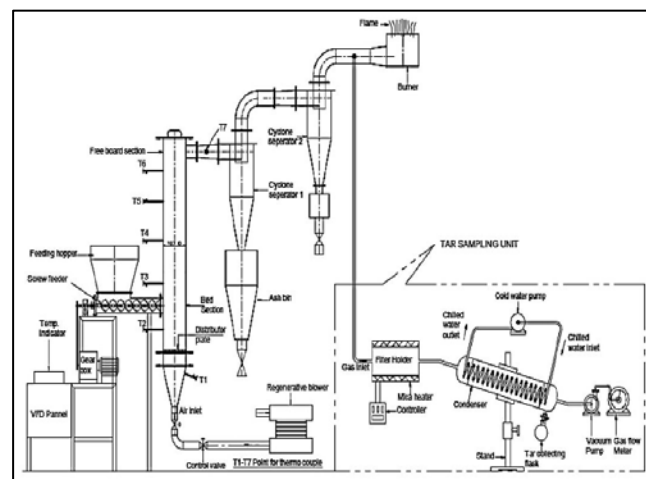 Flame
Burner
T7
Free board section
Cyclone
seperator 2
T6
T5
Cyclone
seperator 1
T4
Feeding hopper
TAR SAMPLING UNIT
T3
Screw feeder
Bed
Section
Ash bin
Cold water pump
T2
Distributor
plate
Chilled
water
outlet
Chilled
water inlet
Temp.
Indicator
Gas inlet
Filter Holder
Gear
box
T1
Regenerative blower
Mica heater
Controller
Condenser
VFD Pannel
Air inlet
Vacuum
Pump
Gas flow
Meter
Control valve
T1-T7 Point for thermo couple
Stand
Tar collecting
flask